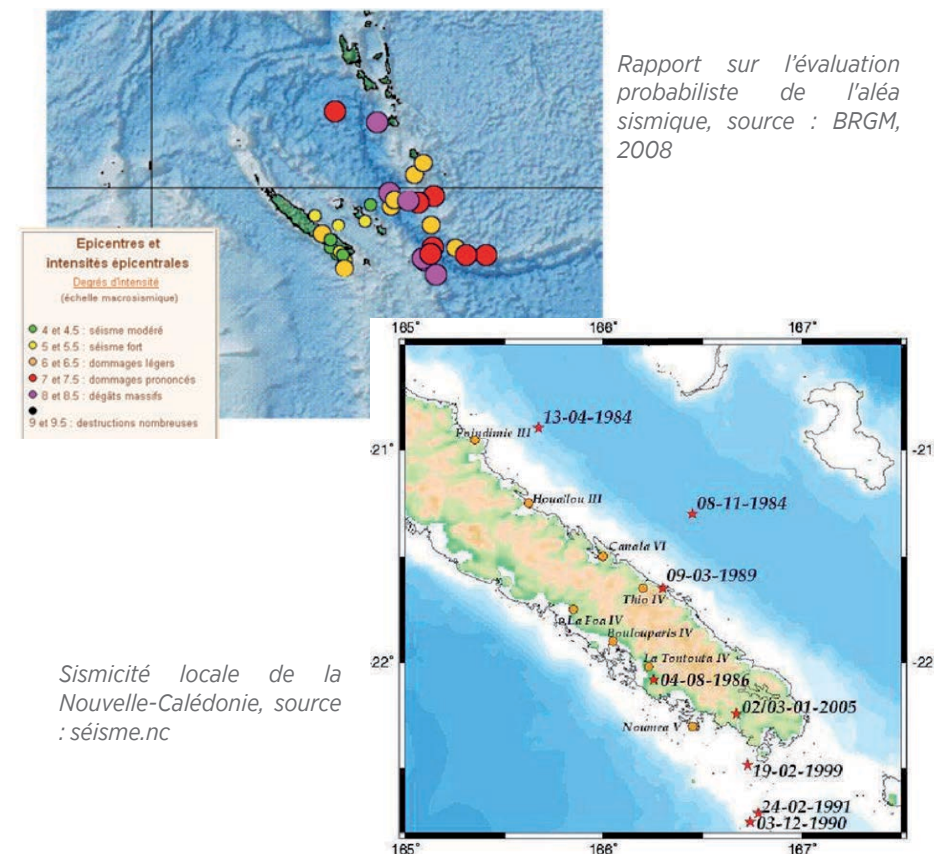 Rapport sur l'évaluation
probabiliste de l'aléa
sismique, source : BRGM,
2008
Epicentres et
intensités épicentrales
Degrés d'intensité
(échelle macrosismique)
4 et 4.5 : séisme modéré
5 et 5.5 : séisme fort
6 et 6.5 : dommages légers
7 et 7.5 : dommages prononcés
8 et 8.5 : dégâts massifs
9 et 9.5 : destructions nombreuses
165° 166° 167°
13-04-1984
Poindimie III
-21° -21°
Houaîlou III
08-11-1984
Canala VI
09-03-1989
Thio IV
La Foa IV
Boulouparis IV
La Tontouta IV
-22° -22°
04-08-1986
02/03-01-2005
Noumea V
19-02-1999
24-02-1991
03-12-1990
165° 166° 167°
Sismicité locale de la
Nouvelle-Calédonie, source
: séisme.nc